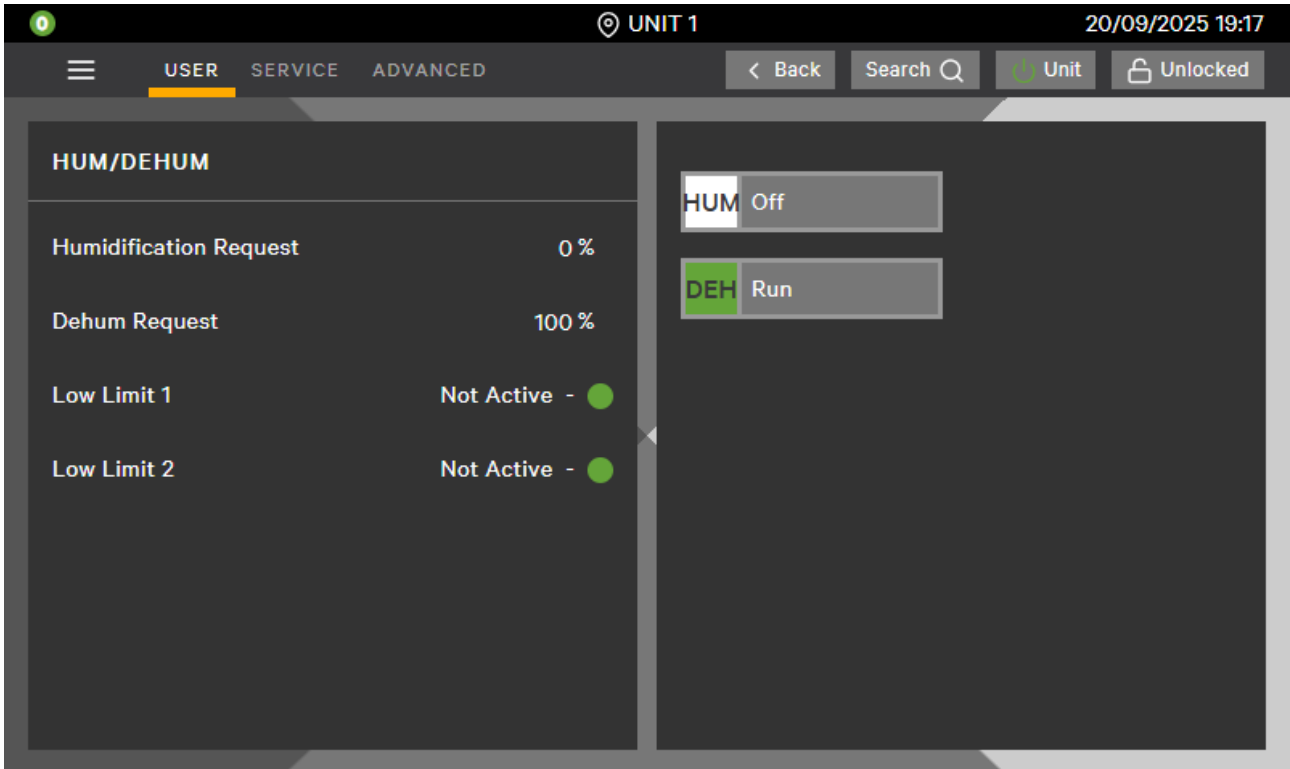 0 UNIT 1 20/09/2025 19:17
USER SERVICE ADVANCED Back Search Unit Unlocked
HUM/DEHUM
Humidification Request 0 %
Dehum Request 100 %
Low Limit 1 Not Active -
Low Limit 2 Not Active -
HUM Off
DEH Run